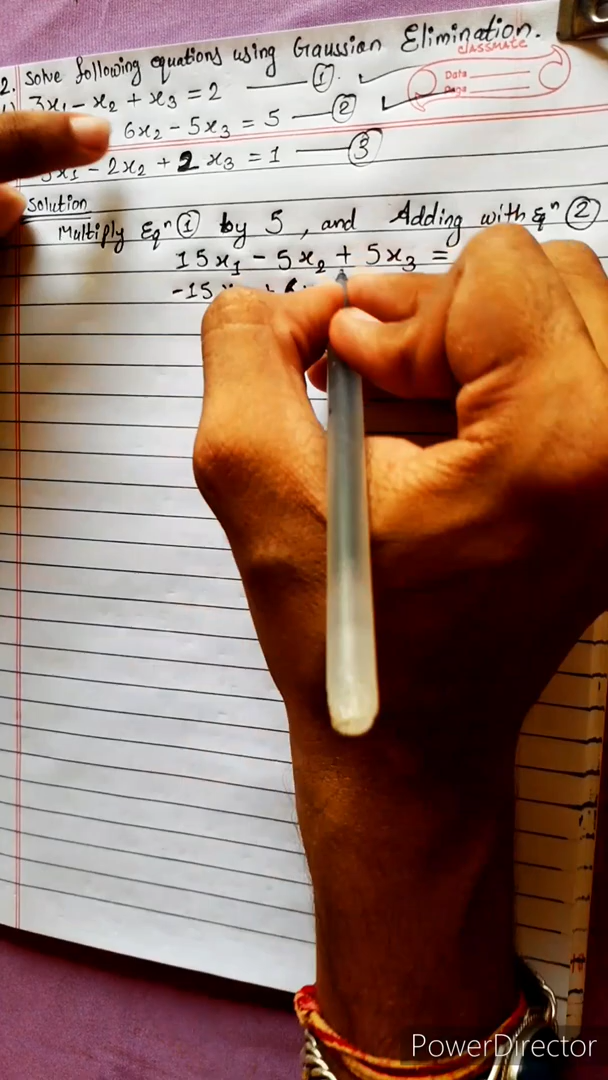 2. Solve following equations using Gaussian Elimination.
classmate
Date
Page
3x₁ - x₂ + x₃ = 2 —— ①
6x₂ - 5x₃ = 5 —— ②
3x₁ - 2x₂ + 2x₃ = 1 —— ③
Solution
Multiply Eqⁿ ① by 5, and Adding with Eqⁿ ②
15x₁ - 5x₂ + 5x₃ =
-15
PowerDirector